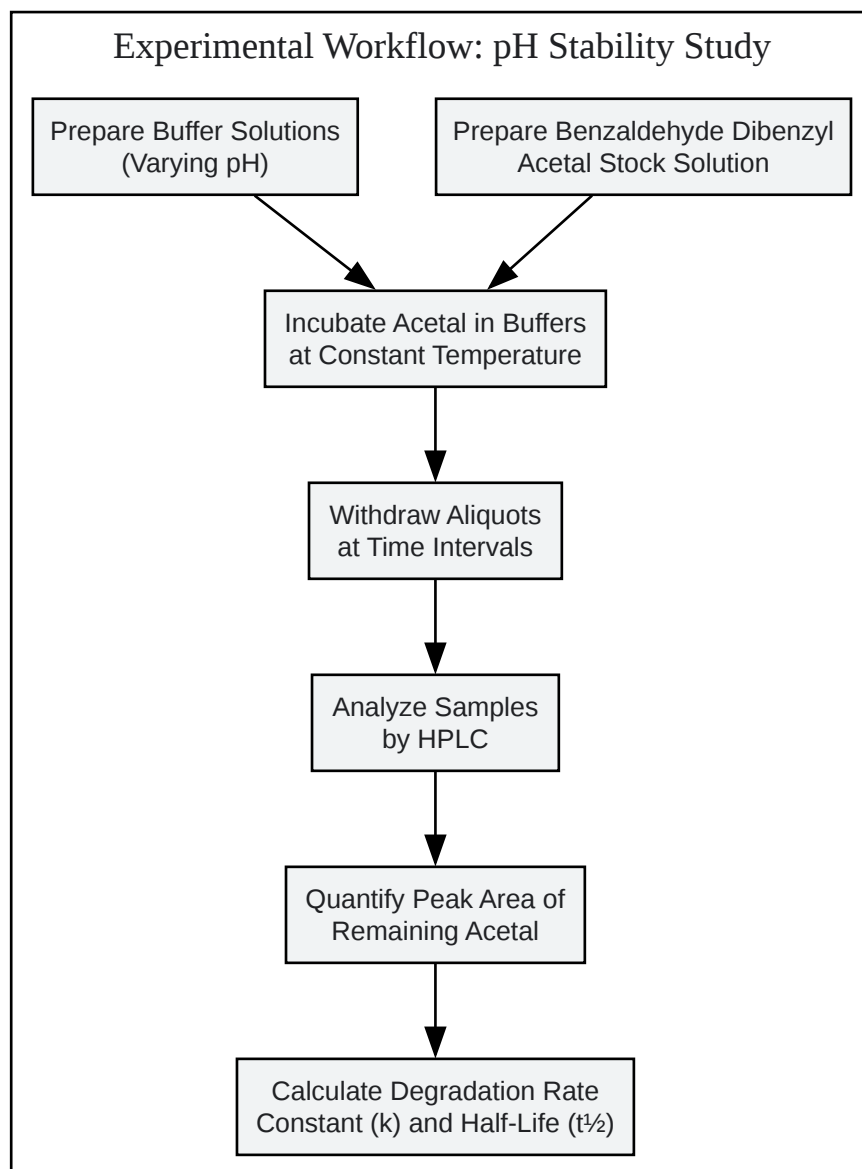 Experimental Workflow: pH Stability Study
Prepare Buffer Solutions
(Varying pH)
Prepare Benzaldehyde Dibenzyl
Acetal Stock Solution
Incubate Acetal in Buffers
at Constant Temperature
Withdraw Aliquots
at Time Intervals
Analyze Samples
by HPLC
Quantify Peak Area of
Remaining Acetal
Calculate Degradation Rate
Constant (k) and Half-Life (t½)